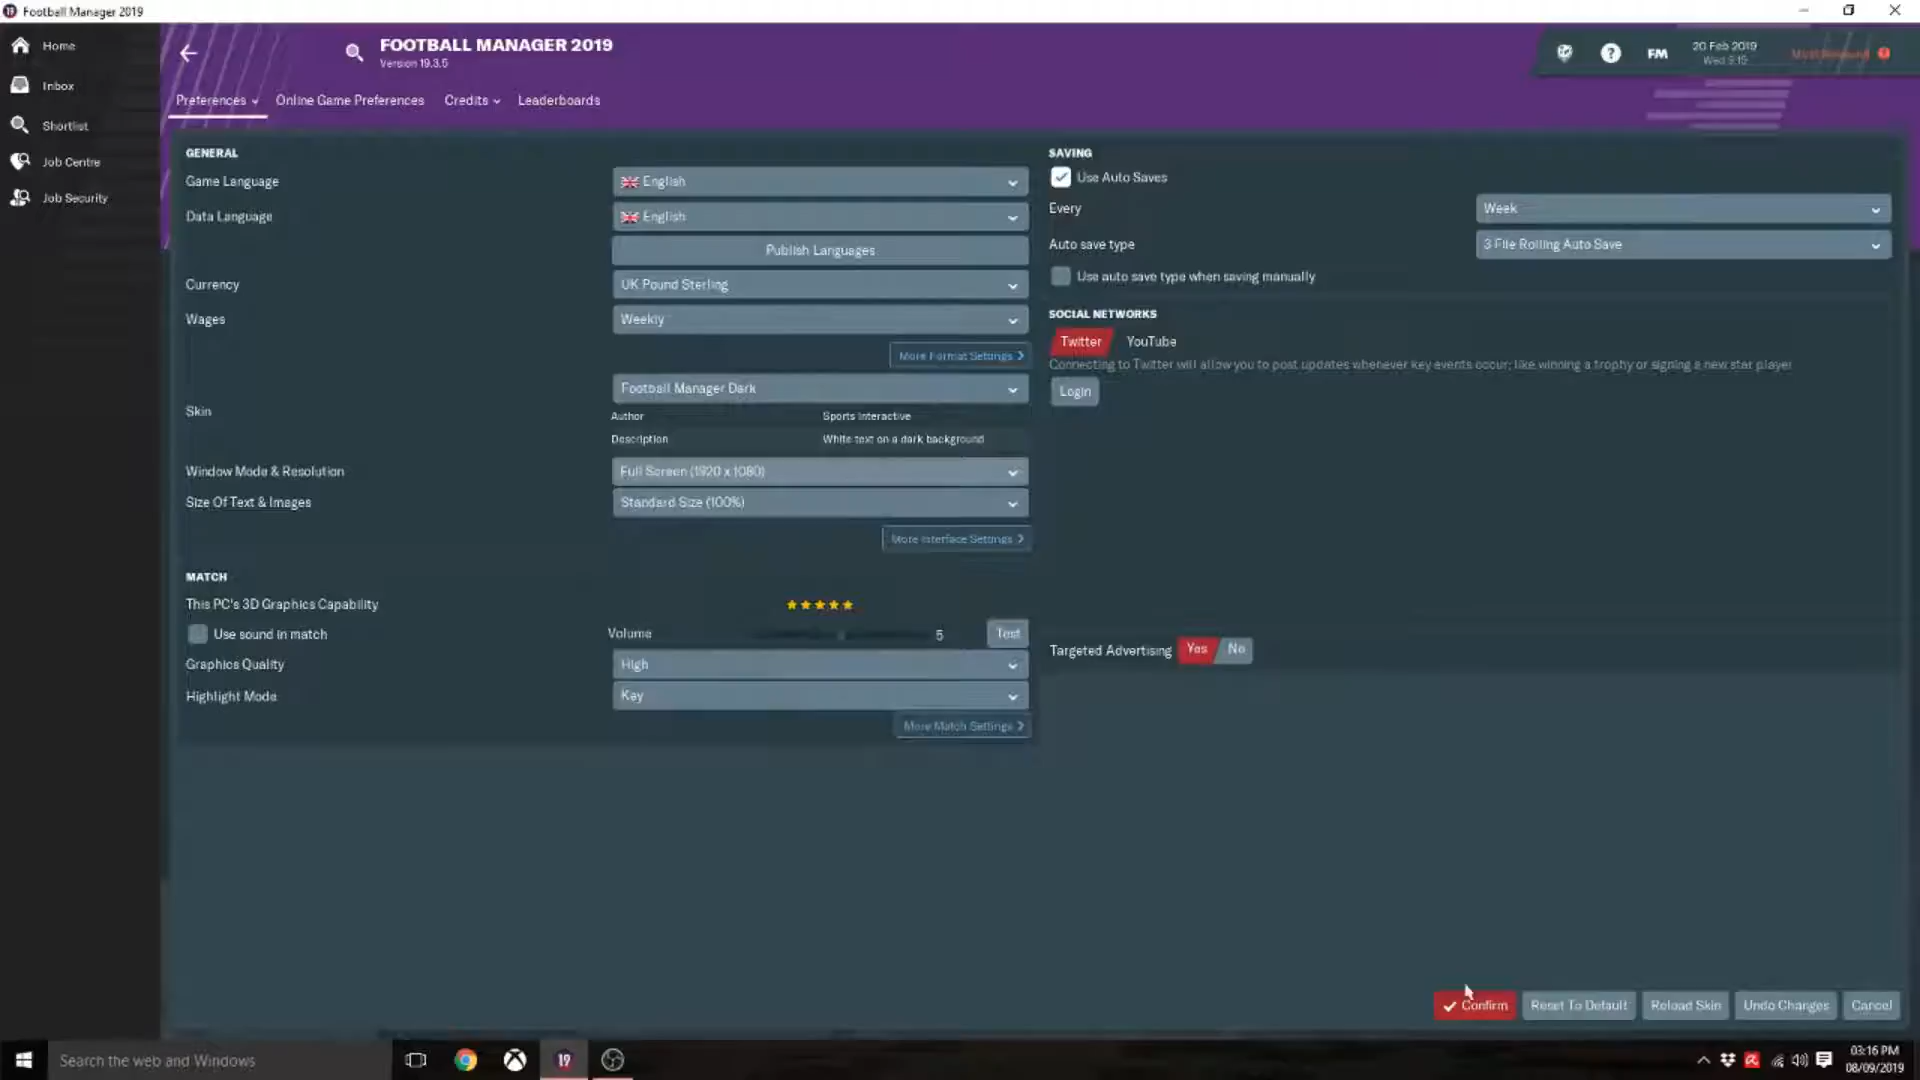 Football Manager 2019
Home
Inbox
Shortlist
Job Centre
Job Security
FOOTBALL MANAGER 2019
Version 19.3.5
FM
20 Feb 2019
Wed 9:15
Must Respond
Preferences
Online Game Preferences
Credits
Leaderboards
GENERAL
Game Language
English
Data Language
English
Publish Languages
Currency
UK Pound Sterling
Wages
Weekly
More Format Settings
Skin
Football Manager Dark
Author
Sports Interactive
Description
White text on a dark background
Window Mode & Resolution
Full Screen (1920 x 1080)
Size Of Text & Images
Standard Size (100%)
More Interface Settings
MATCH
This PC's 3D Graphics Capability
Use sound in match
Volume
5
Test
Graphics Quality
High
Highlight Mode
Key
More Match Settings
SAVING
Use Auto Saves
Every
Week
Auto save type
3 File Rolling Auto Save
Use auto save type when saving manually
SOCIAL NETWORKS
Twitter
YouTube
Connecting to Twitter will allow you to post updates whenever key events occur; like winning a trophy or signing a new star player
Login
Targeted Advertising
Yes
No
Confirm
Reset To Default
Reload Skin
Undo Changes
Cancel
Search the web and Windows
19
03:16 PM
08/09/2019